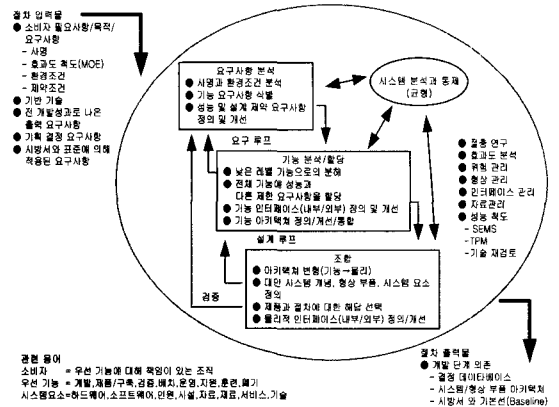 절차 입력물
● 소비자 필요사항/목적/
요구사항
- 사명
- 효과도 척도(MOE)
- 환경조건
- 제약조건
● 기반 기술
● 전 개발성과로 나온
출력 요구사항
● 기획 결정 요구사항
● 시방서와 표준에 의해
적용된 요구사항
요구사항 분석
● 사명과 환경조건 분석
● 기능 요구사항 식별
● 성능 및 설계 제약 요구사항
정의 및 개선
시스템 분석과 통제
(균형)
요구 루프
기능 분석/할당
● 낮은 레벨 기능으로의 분해
● 전체 기능에 성능과
다른 제한 요구사항을 할당
● 기능 인터페이스(내부/외부) 정의 및 개선
● 기능 아키텍쳐 정의/개선/통합
● 절충 연구
● 효과도 분석
● 위험 관리
● 형상 관리
● 인터페이스 관리
● 자료관리
● 성능 척도
- SEMS
- TPM
- 기술 재검토
설계 루프
조합
● 아키텍쳐 변형(기능→물리)
● 대안 시스템 개념, 형상 부품, 시스템 요소
정의
● 제품과 절차에 대한 해답 선택
● 물리적 인터페이스(내부/외부) 정의/개선
검증
관련 용어
소비자 = 우선 기능에 대해 책임이 있는 조직
우선 기능 = 개발,제품/구축,검증,배치,운영,지원,훈련,폐기
시스템요소=하드웨어,소프트웨어,인원,시설,자료,재료,서비스,기술
절차 출력물
● 개발 단계 의존
- 결정 데이타베이스
- 시스템/형상 부품 아키텍쳐
- 시방서 와 기본선(Baseline)